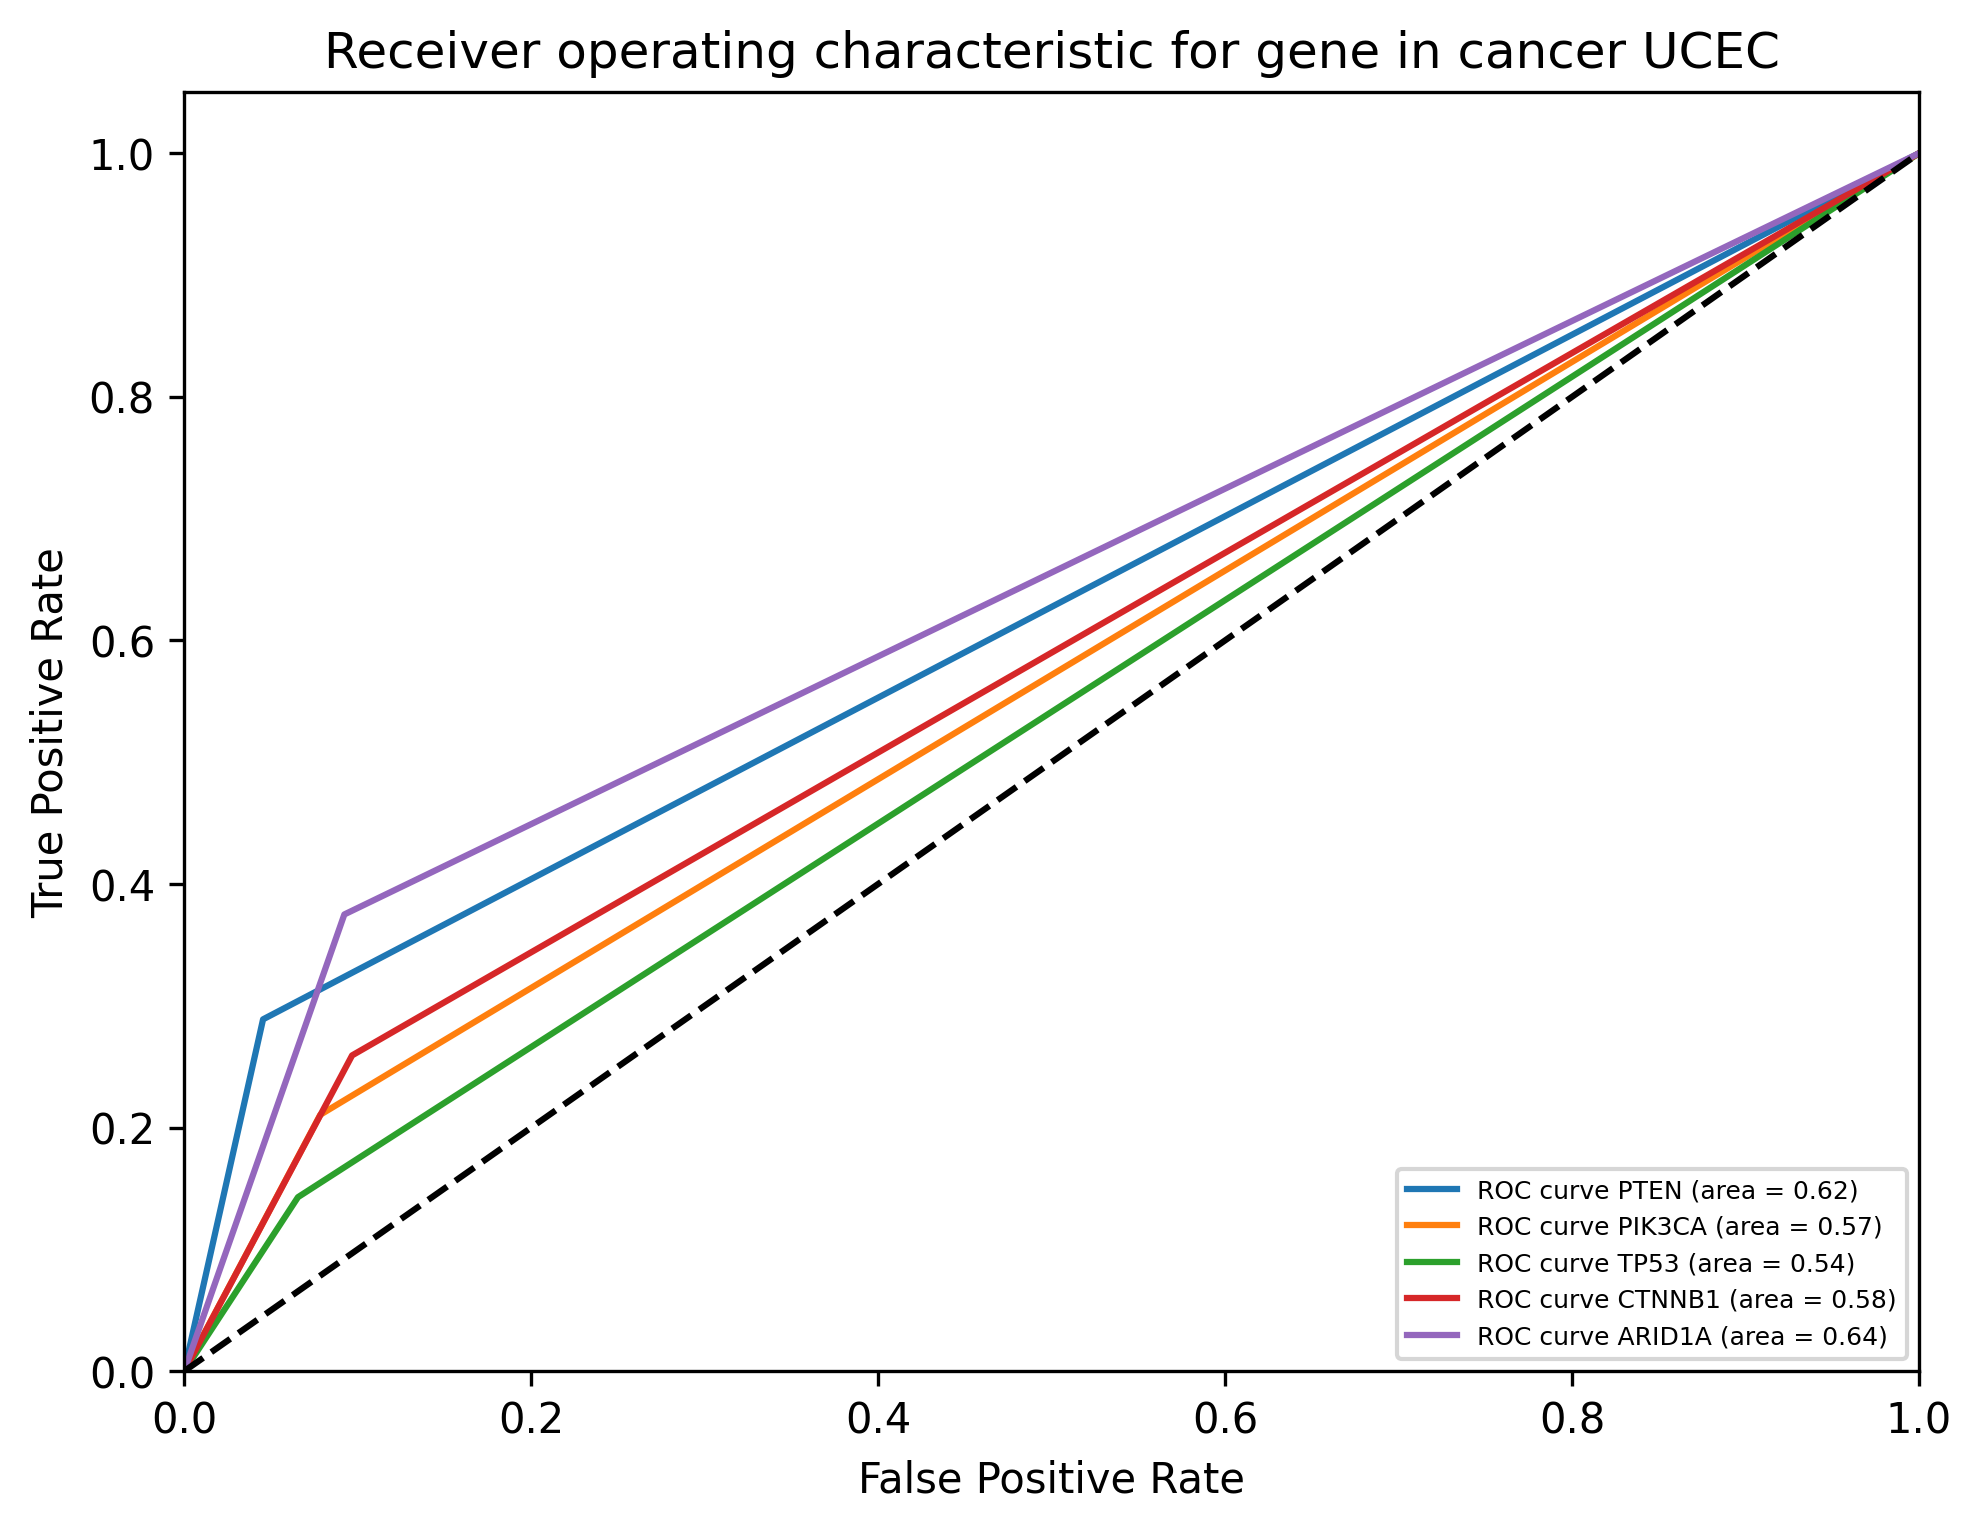 Receiver operating characteristic for gene in cancer UCEC
1.0
0.8
0.6
0.4
0.2
0.0
True Positive Rate
ROC curve PTEN (area = 0.62)
ROC curve PIK3CA (area = 0.57)
ROC curve TP53 (area = 0.54)
ROC curve CTNNB1 (area = 0.58)
ROC curve ARID1A (area = 0.64)
0.0 0.2 0.4 0.6 0.8 1.0
False Positive Rate